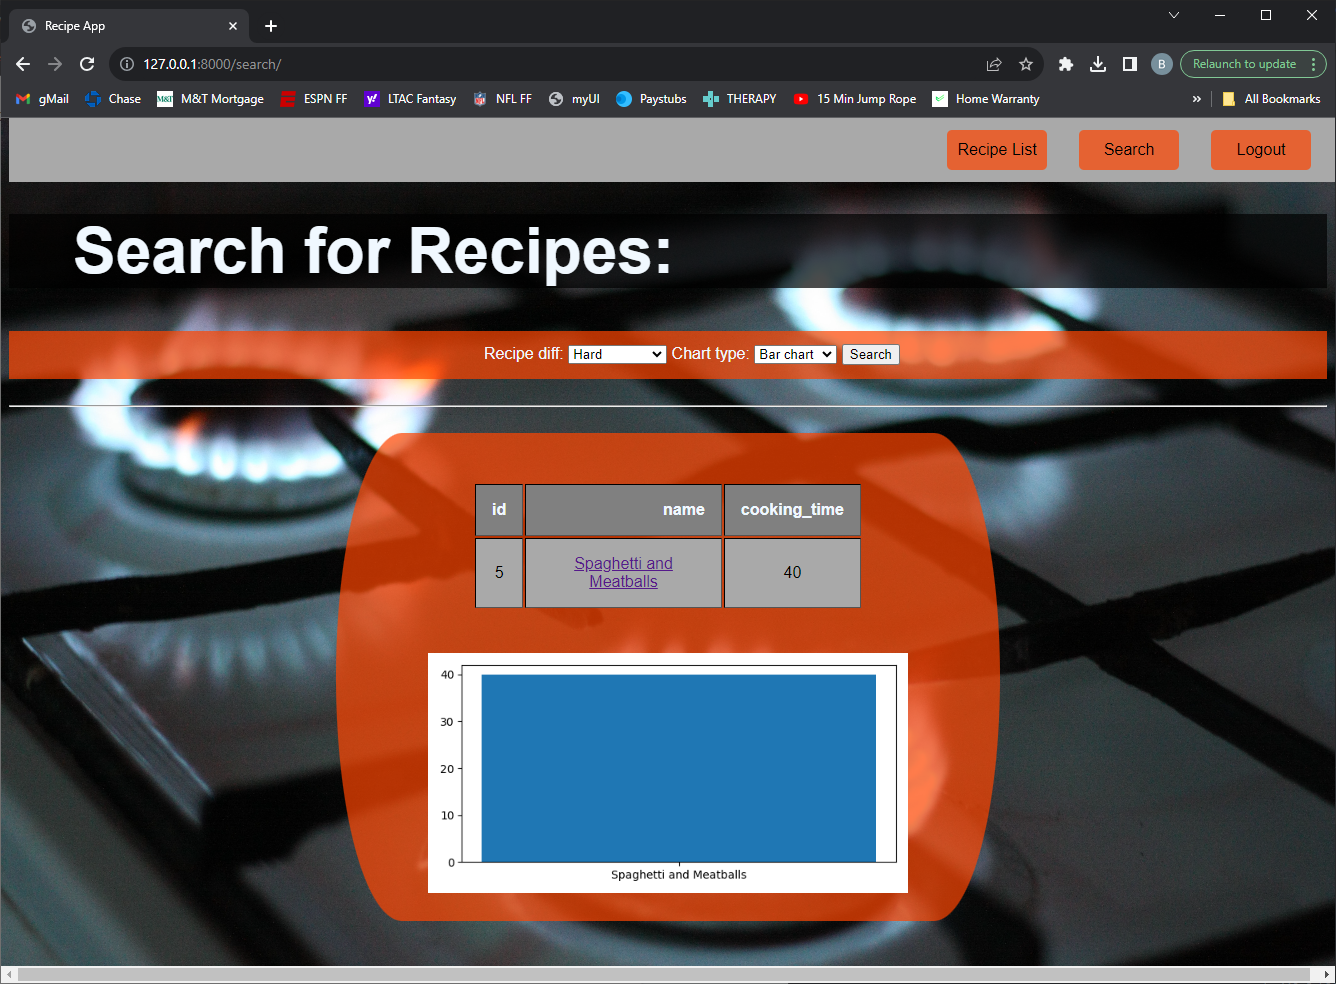 Recipe App
127.0.0.1:8000/search/
B
Relaunch to update
gMail
Chase
M&T M&T Mortgage
ESPN FF
LTAC Fantasy
NFL FF
myUI
Paystubs
THERAPY
15 Min Jump Rope
Home Warranty
»
All Bookmarks
Recipe List
Search
Logout
Search for Recipes:
Recipe diff: Hard Chart type: Bar chart Search
id name cooking_time
5 Spaghetti and
Meatballs 40
40
30
20
10
0
Spaghetti and Meatballs